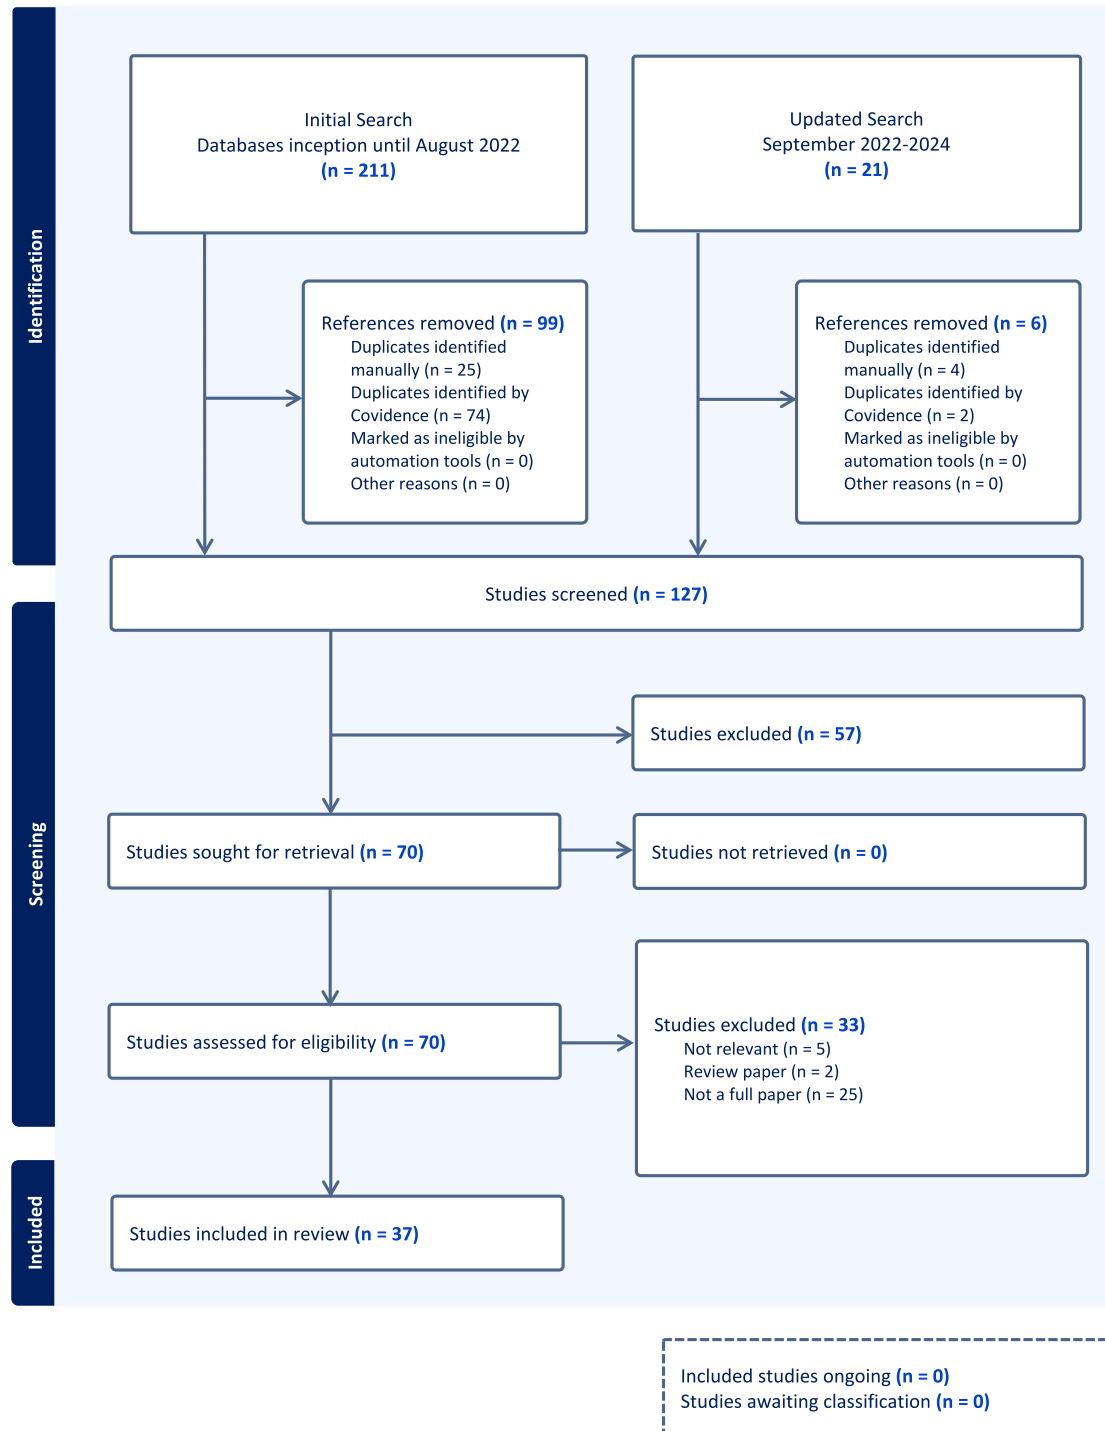 Identification
Initial Search
Databases inception until August 2022
(n = 211)
Updated Search
September 2022-2024
(n = 21)
References removed (n = 99)
Duplicates identified
manually (n = 25)
Duplicates identified by
Covidence (n = 74)
Marked as ineligible by
automation tools (n = 0)
Other reasons (n = 0)
References removed (n = 6)
Duplicates identified
manually (n = 4)
Duplicates identified by
Covidence (n = 2)
Marked as ineligible by
automation tools (n = 0)
Other reasons (n = 0)
Studies screened (n = 127)
Screening
Studies excluded (n = 57)
Studies sought for retrieval (n = 70)
Studies not retrieved (n = 0)
Studies assessed for eligibility (n = 70)
Studies excluded (n = 33)
Not relevant (n = 5)
Review paper (n = 2)
Not a full paper (n = 25)
Included
Studies included in review (n = 37)
Included studies ongoing (n = 0)
Studies awaiting classification (n = 0)